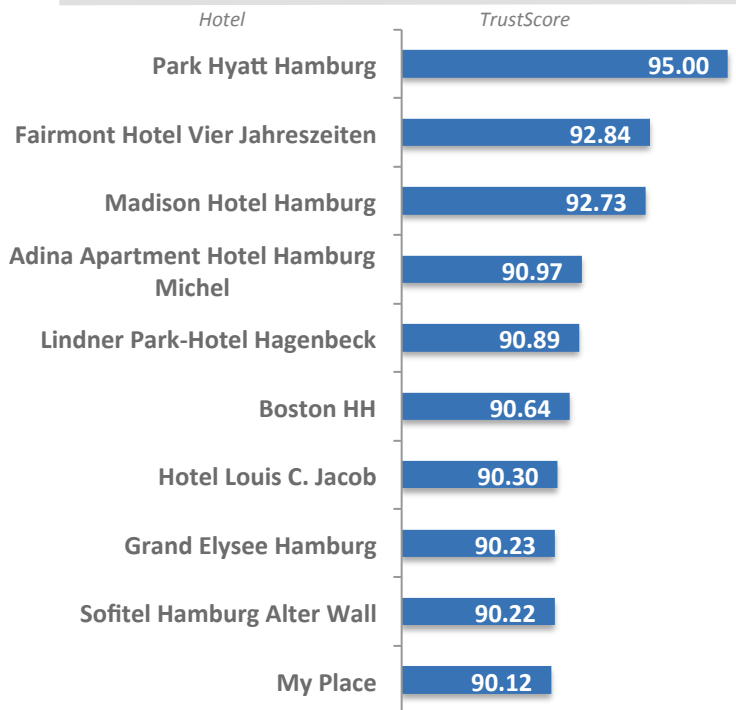 Hotel TrustScore
Park Hyatt Hamburg 95.00
Fairmont Hotel Vier Jahreszeiten 92.84
Madison Hotel Hamburg 92.73
Adina Apartment Hotel Hamburg
Michel 90.97
Lindner Park-Hotel Hagenbeck 90.89
Boston HH 90.64
Hotel Louis C. Jacob 90.30
Grand Elysee Hamburg 90.23
Sofitel Hamburg Alter Wall 90.22
My Place 90.12